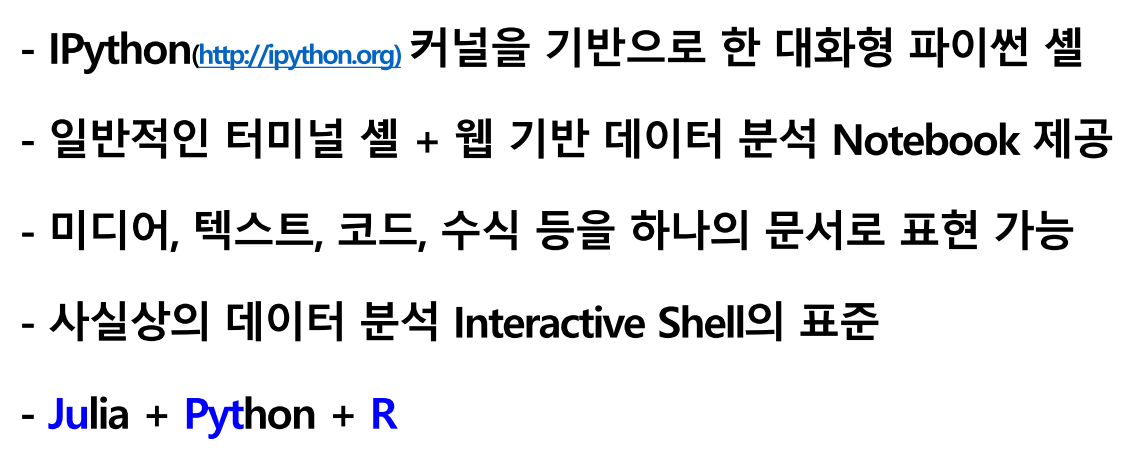 - IPython(http://ipython.org) 커널을 기반으로 한 대화형 파이썬 셸
- 일반적인 터미널 셸 + 웹 기반 데이터 분석 Notebook 제공
- 미디어, 텍스트, 코드, 수식 등을 하나의 문서로 표현 가능
- 사실상의 데이터 분석 Interactive Shell의 표준
- Julia + Python + R